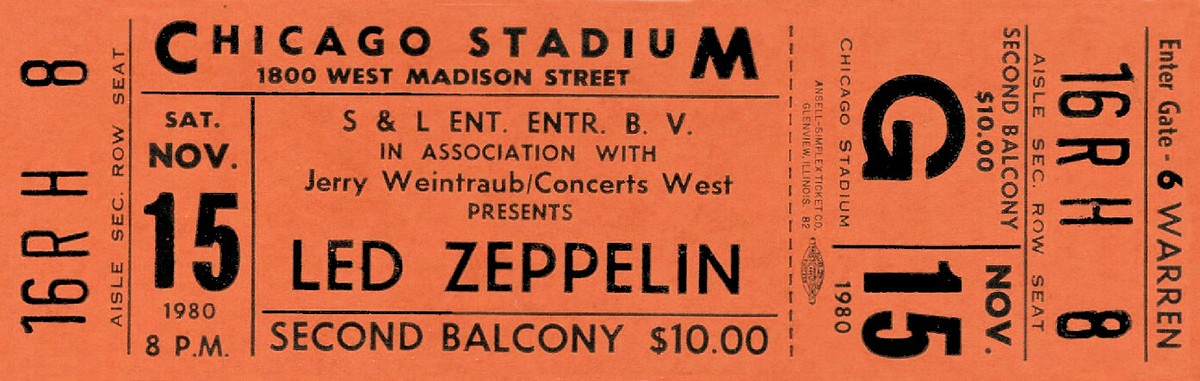 16 R H 8
AISLE SEC. ROW SEAT
CHICAGO STADIUM
1800 WEST MADISON STREET
SAT.
NOV.
15
1980
8 P.M.
S & L ENT. ENTR. B. V.
IN ASSOCIATION WITH
Jerry Weintraub/Concerts West
PRESENTS
LED ZEPPELIN
SECOND BALCONY $10.00
CHICAGO STADIUM
1980
ANSELL-SIMPLEX TICKET CO.
GLENVIEW, ILLINOIS. 82
G
15
NOV.
SECOND BALCONY
$10.00
AISLE SEC. ROW SEAT
16 R H 8
Enter Gate - 6 WARREN